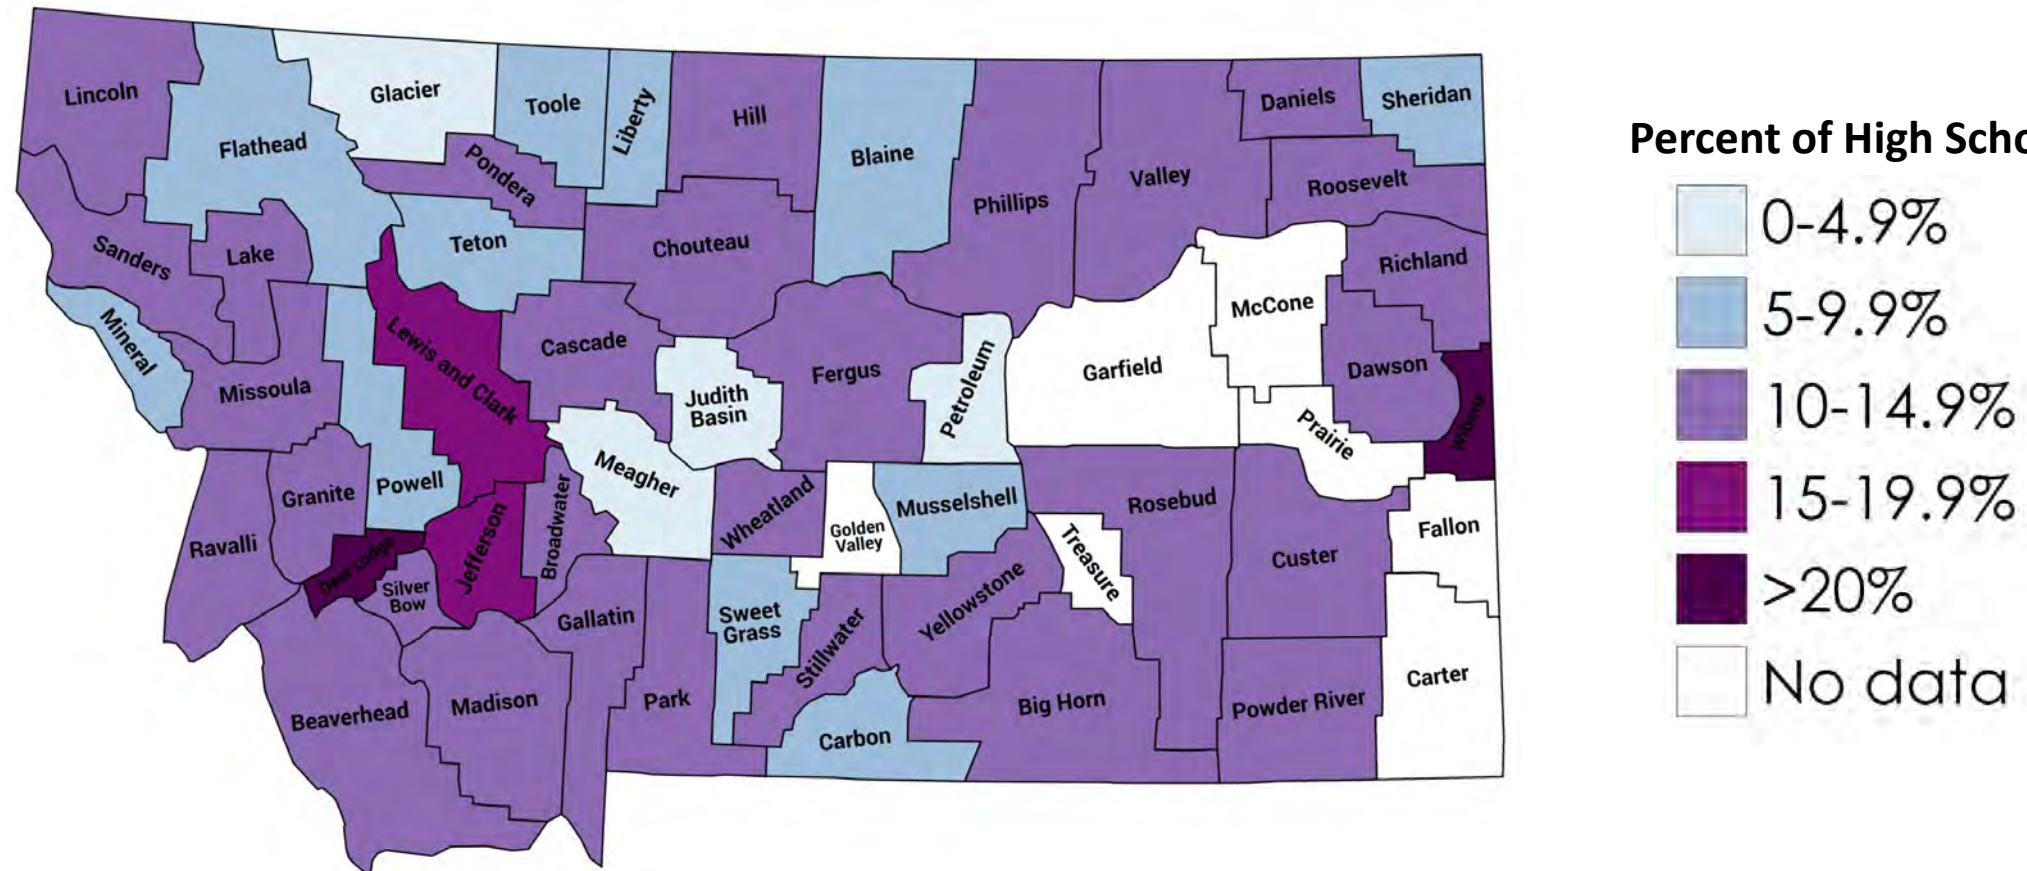 Lincoln
Flathead
Glacier
Toole
Liberty
Hill
Blaine
Phillips
Valley
Daniels
Sheridan
Roosevelt
Pondera
Teton
Chouteau
Sanders
Lake
Richland
McCone
Garfield
Dawson
Wibaux
Mineral
Missoula
Lewis and Clark
Cascade
Judith
Basin
Fergus
Petroleum
Prairie
Granite
Powell
Meagher
Wheatland
Golden
Valley
Musselshell
Rosebud
Treasure
Custer
Fallon
Ravalli
Deer Lodge
Silver
Bow
Jefferson
Broadwater
Gallatin
Sweet
Grass
Stillwater
Yellowstone
Beaverhead
Madison
Park
Carbon
Big Horn
Powder River
Carter
Percent of High Scho
0-4.9%
5-9.9%
10-14.9%
15-19.9%
>20%
No data